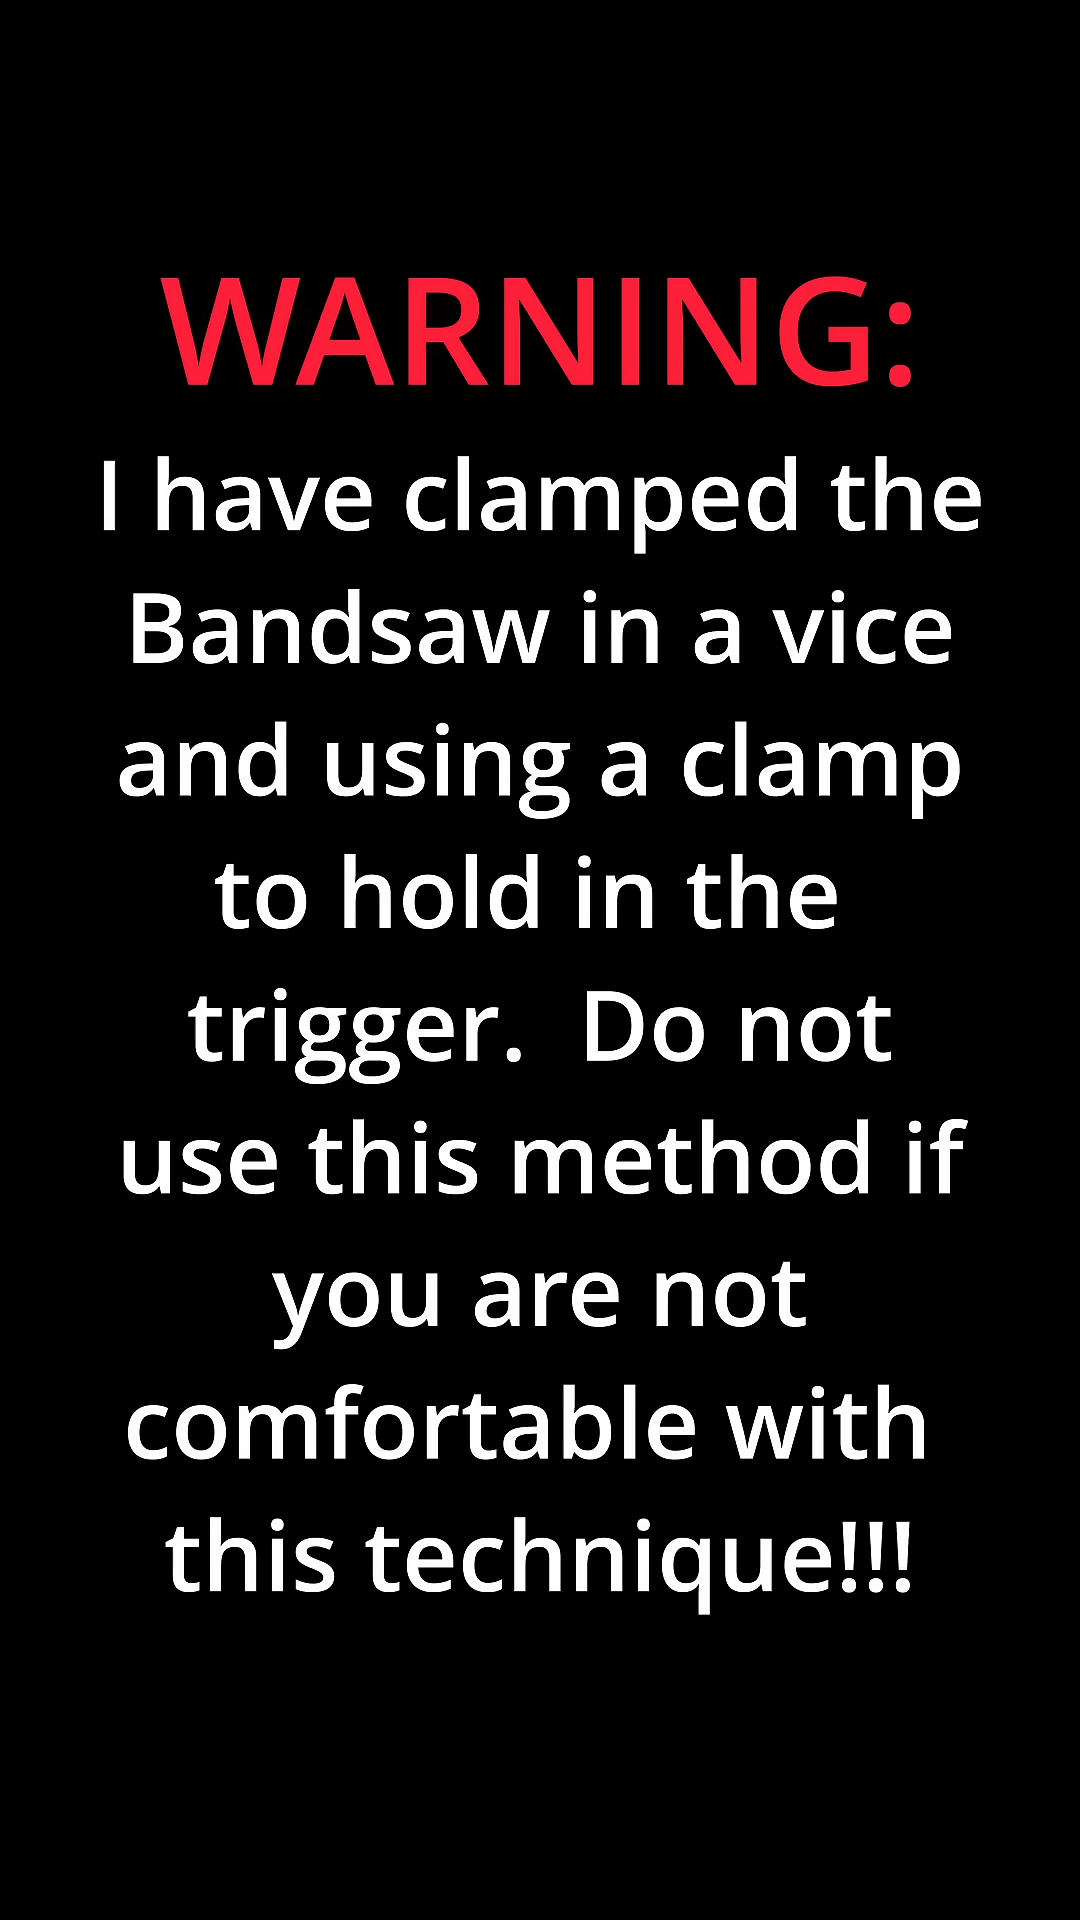 WARNING:
I have clamped the
Bandsaw in a vice
and using a clamp
to hold in the
trigger.  Do not
use this method if
you are not
comfortable with
this technique!!!